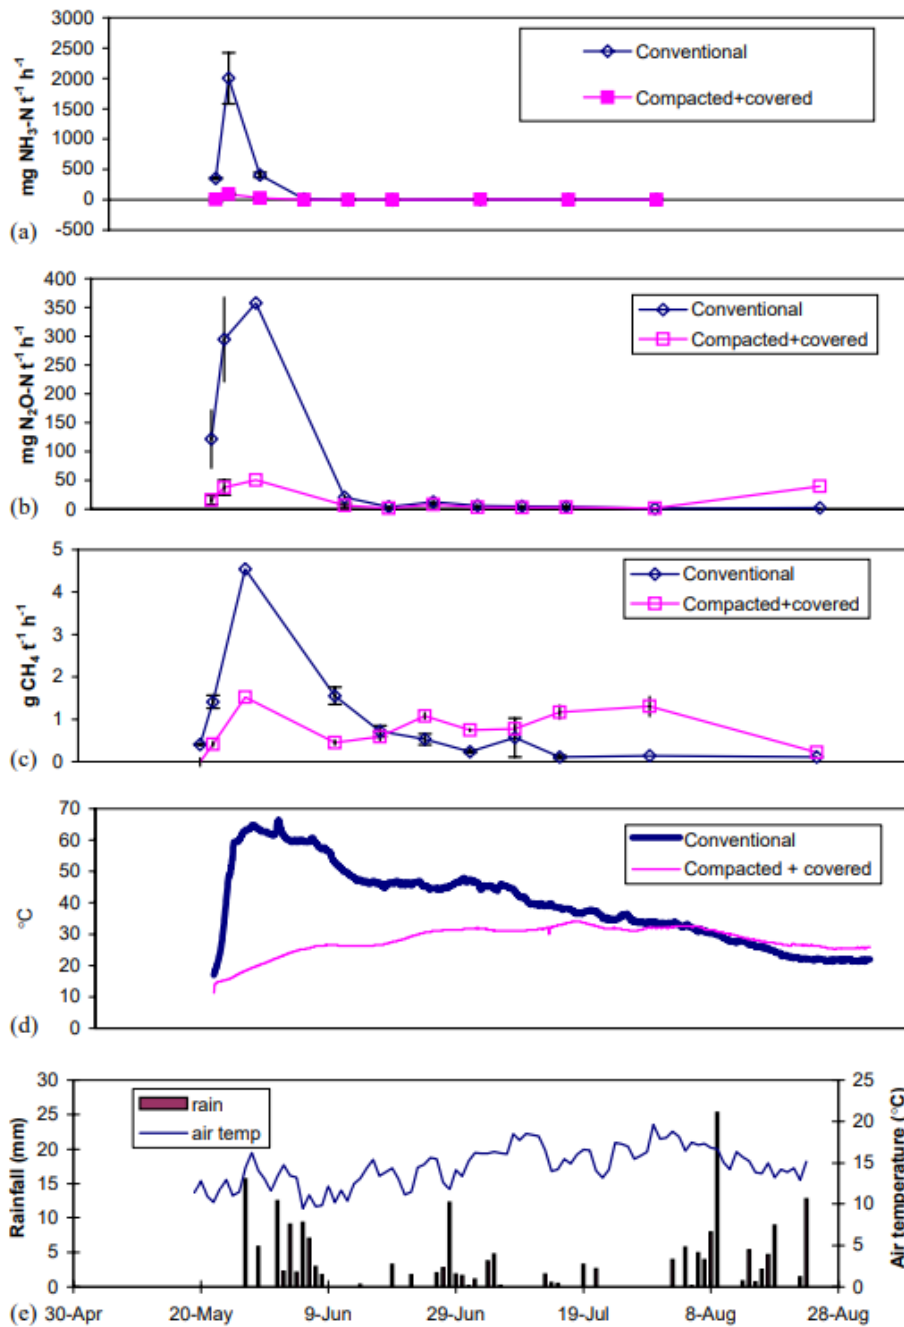 3000
2500
2000
1500
1000
500
0
-500
mg NH3-N t-1 h-1
Conventional
Compacted+covered
(a)
400
350
300
250
200
150
100
50
0
mg N2O-N t-1 h-1
Conventional
Compacted+covered
(b)
5
4
3
2
1
0
g CH4 t-1 h-1
Conventional
Compacted+covered
(c)
70
60
50
40
30
20
10
0
°C
Conventional
Compacted + covered
(d)
30
25
20
15
10
5
0
Rainfall (mm)
rain
air temp
25
20
15
10
5
0
Air temperature (°C)
(e)
30-Apr 20-May 9-Jun 29-Jun 19-Jul 8-Aug 28-Aug